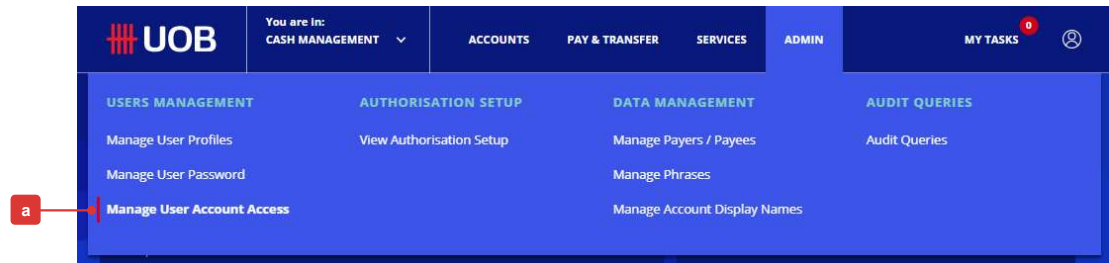 UOB
You are in:
CASH MANAGEMENT
ACCOUNTS
PAY & TRANSFER
SERVICES
ADMIN
MY TASKS
0
USERS MANAGEMENT
Manage User Profiles
Manage User Password
Manage User Account Access
AUTHORISATION SETUP
View Authorisation Setup
DATA MANAGEMENT
Manage Payers / Payees
Manage Phrases
Manage Account Display Names
AUDIT QUERIES
Audit Queries
a